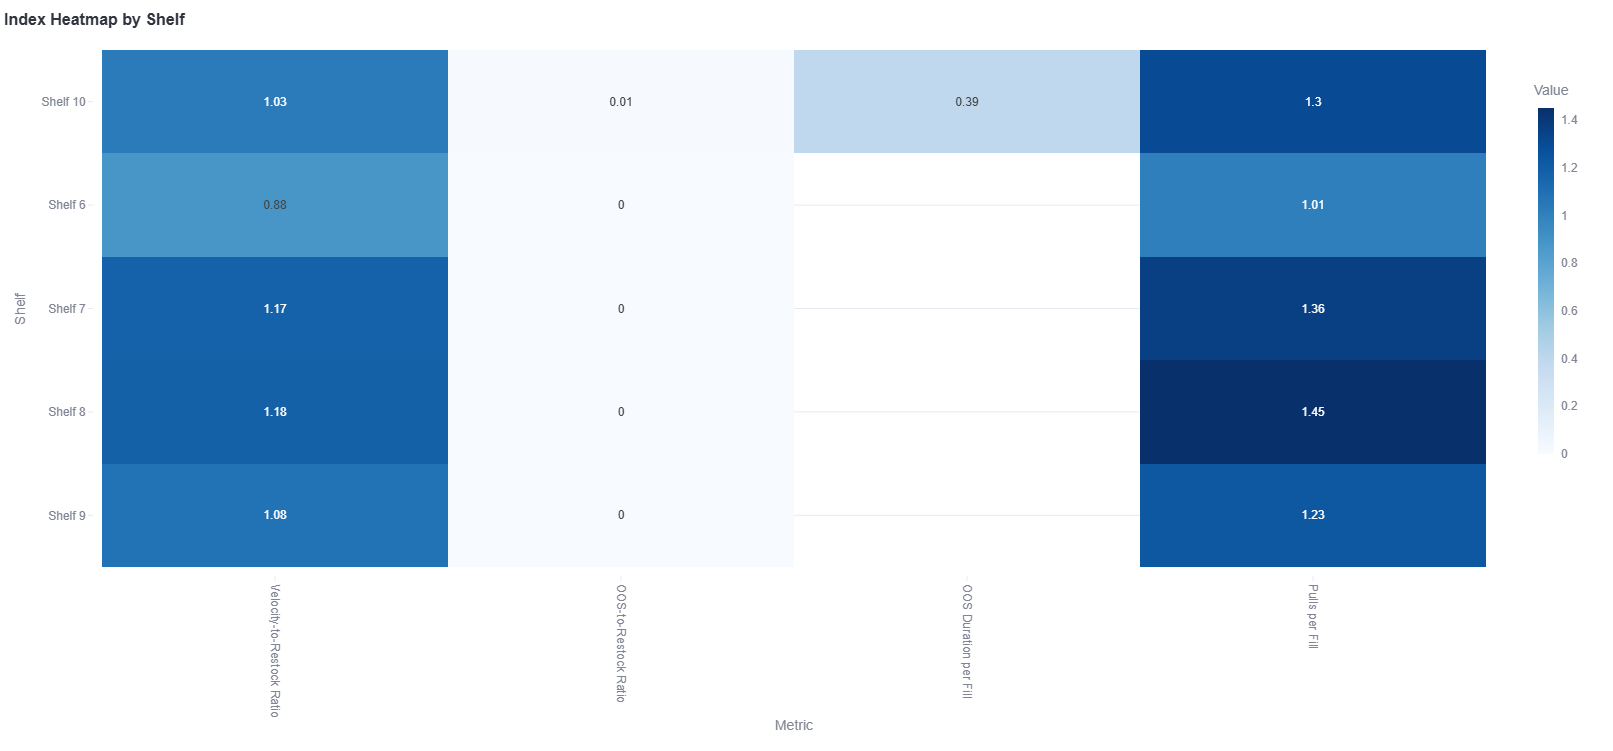 Index Heatmap by Shelf
Value
Shelf 10
1.03
0.01
0.39
1.3
1.4
1.2
Shelf 6
0.88
0
1.01
1
0.8
Shelf 7
1.17
0
1.36
0.6
Shelf
0.4
Shelf 8
1.18
0
1.45
0.2
0
Shelf 9
1.08
0
1.23
Velocity-to-Restock Ratio
OOS-to-Restock Ratio
OOS Duration per Fill
Pulls per Fill
Metric